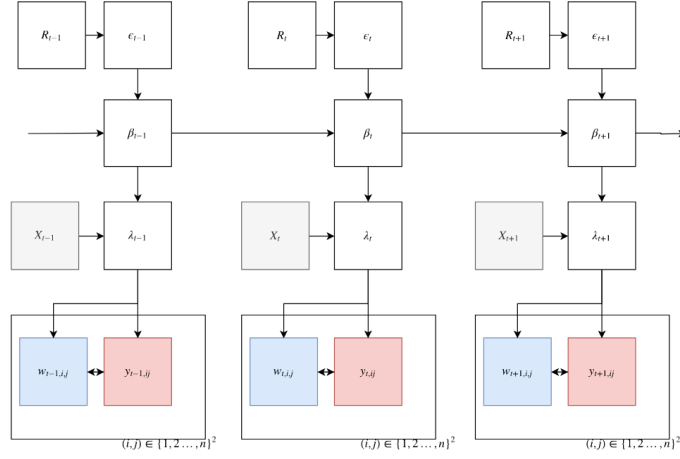 R_{t−1} ϵ_{t−1} R_t ϵ_t R_{t+1} ϵ_{t+1}
β_{t−1} β_t β_{t+1}
X_{t−1} λ_{t−1} X_t λ_t X_{t+1} λ_{t+1}
w_{t−1,i,j} y_{t−1,ij} w_{t,i,j} y_{t,ij} w_{t+1,i,j} y_{t+1,ij}
(i, j) ∈ {1, 2 … , n}^2 (i, j) ∈ {1, 2 … , n}^2 (i, j) ∈ {1, 2 … , n}^2